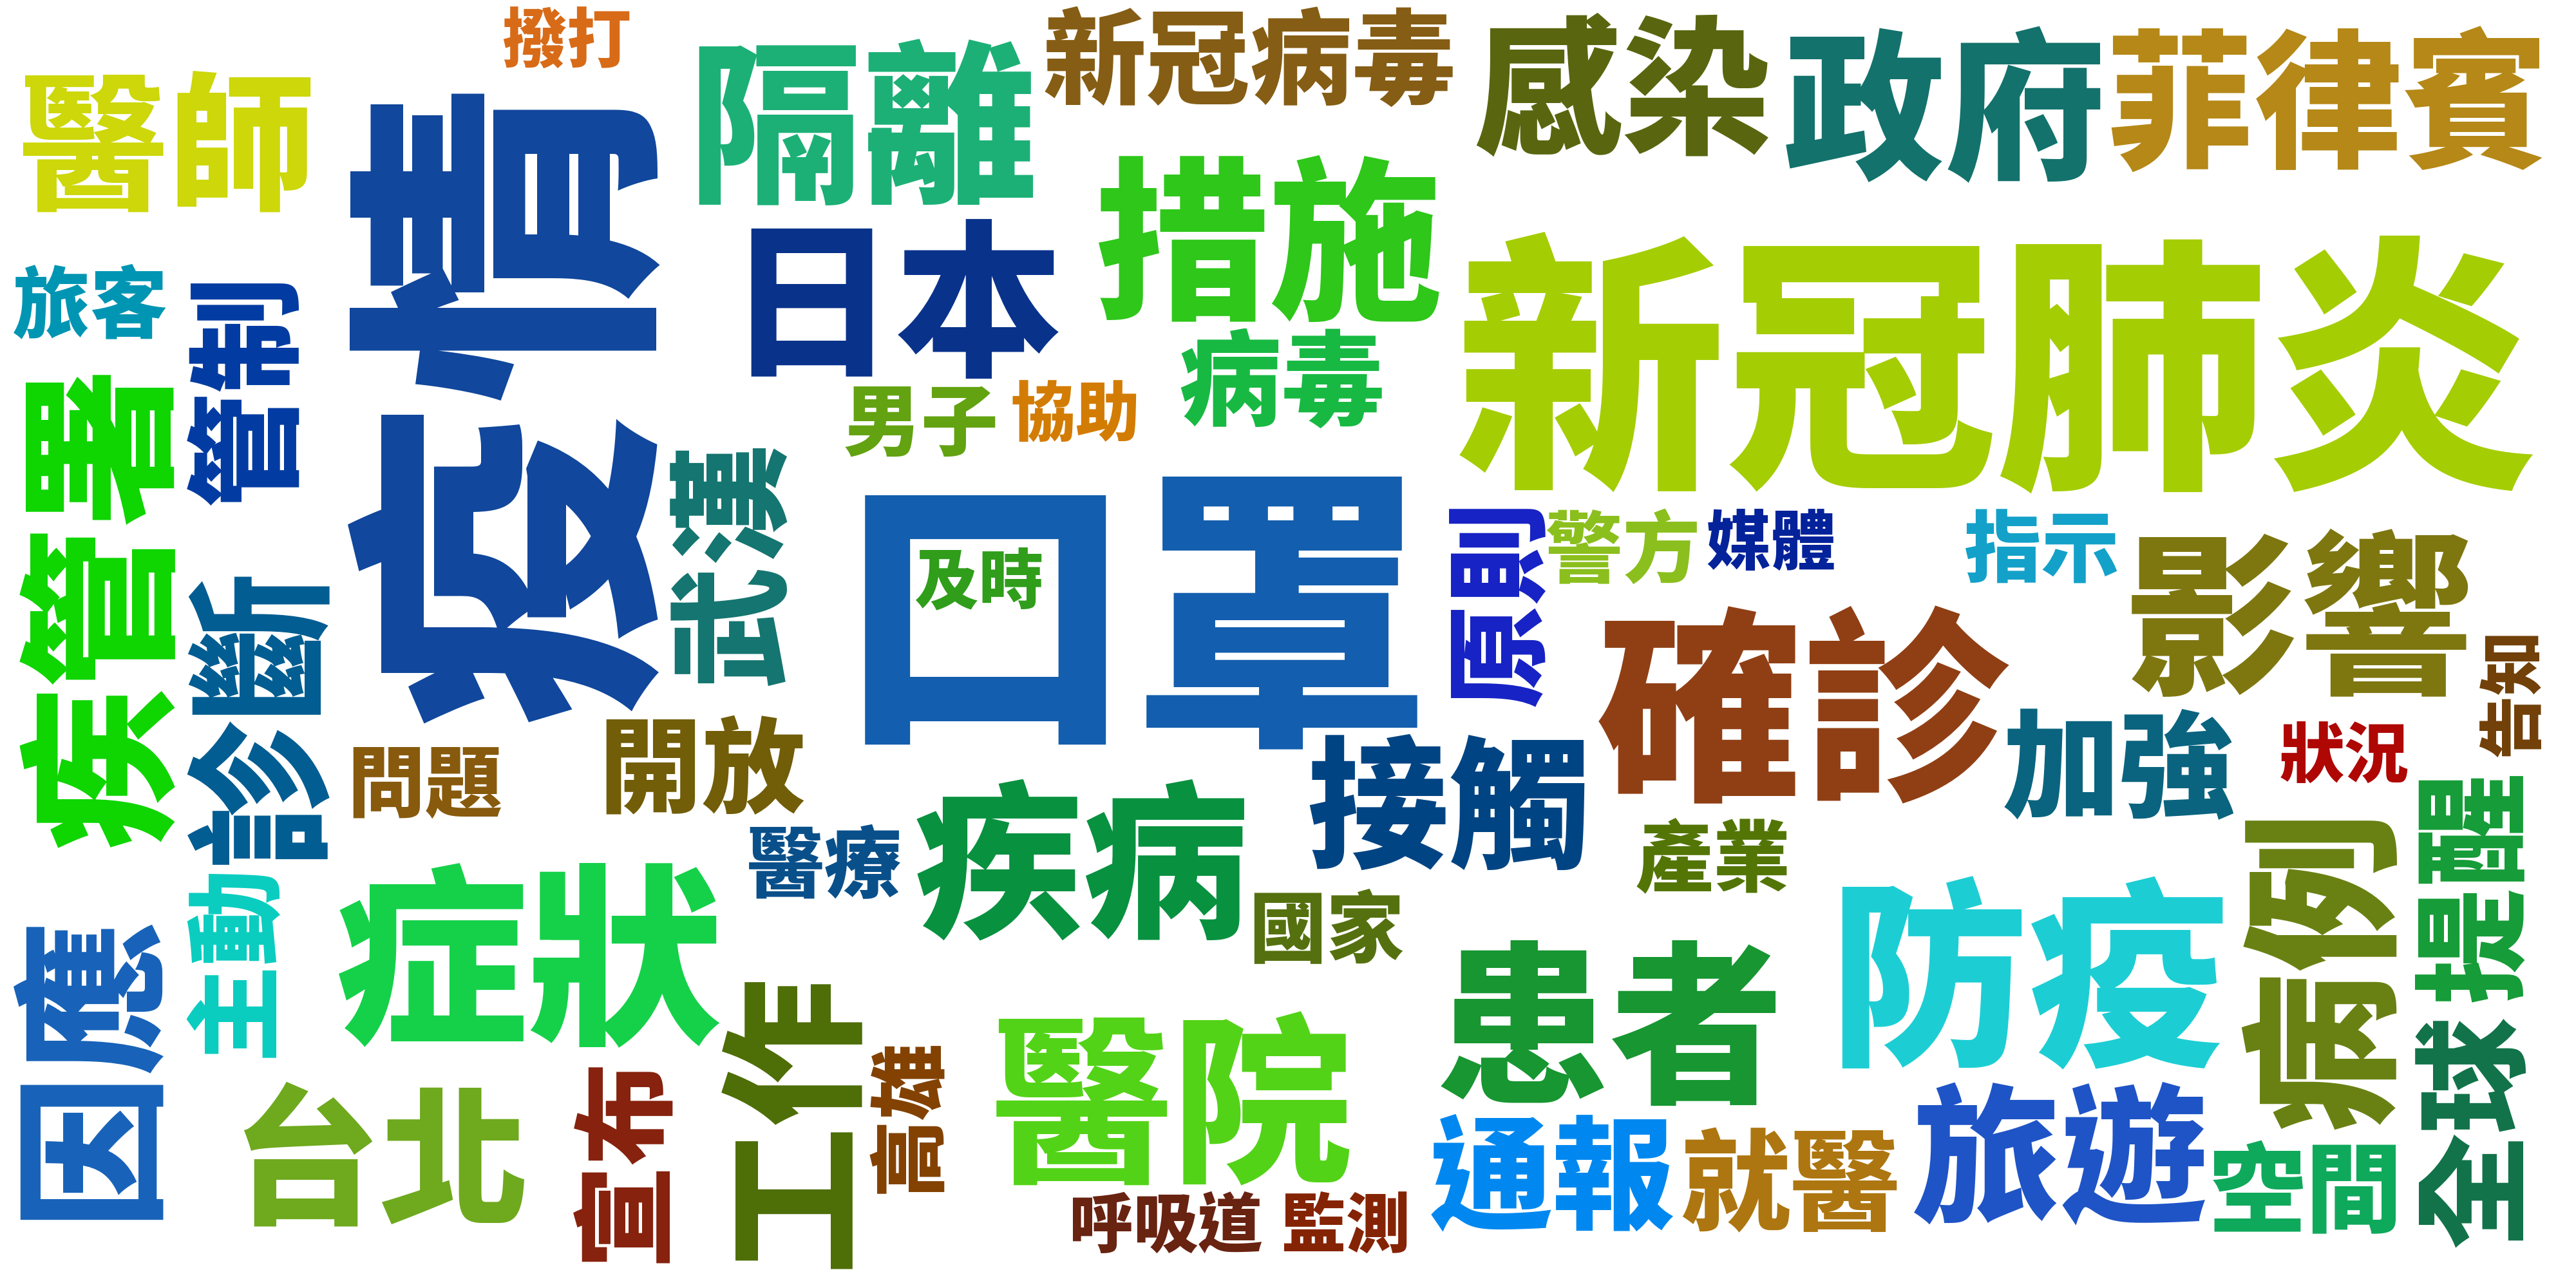 撥打
新冠病毒
感染
政府
菲律賓
醫師
隔離
疫情
措施
日本
新冠肺炎
旅客
管制
病毒
疾管署
男子
協助
武漢
口罩
及時
原則
警方
媒體
指示
影響
診斷
確診
告知
問題
開放
接觸
加強
狀況
疾病
醫療
產業
病例
提醒
主動
症狀
國家
防疫
患者
因應
工作
台北
宣布
高雄
醫院
全球
通報
就醫
旅遊
空間
呼吸道
監測